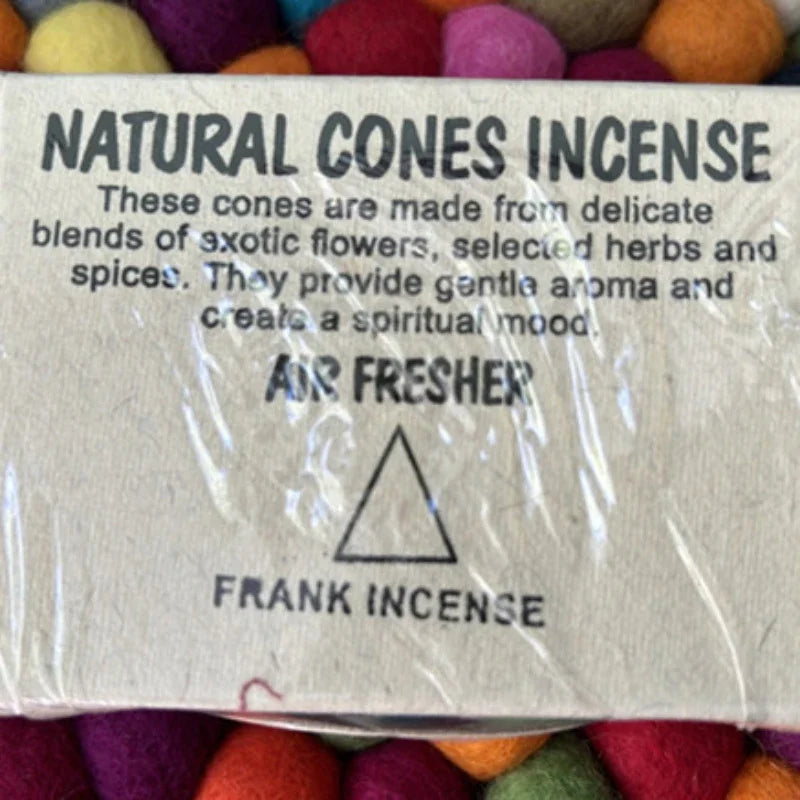 NATURAL CONES INCENSE
These cones are made from delicate
blends of exotic flowers, selected herbs and
spices. They provide gentle aroma and
create a spiritual mood.
AIR FRESHER
FRANK INCENSE